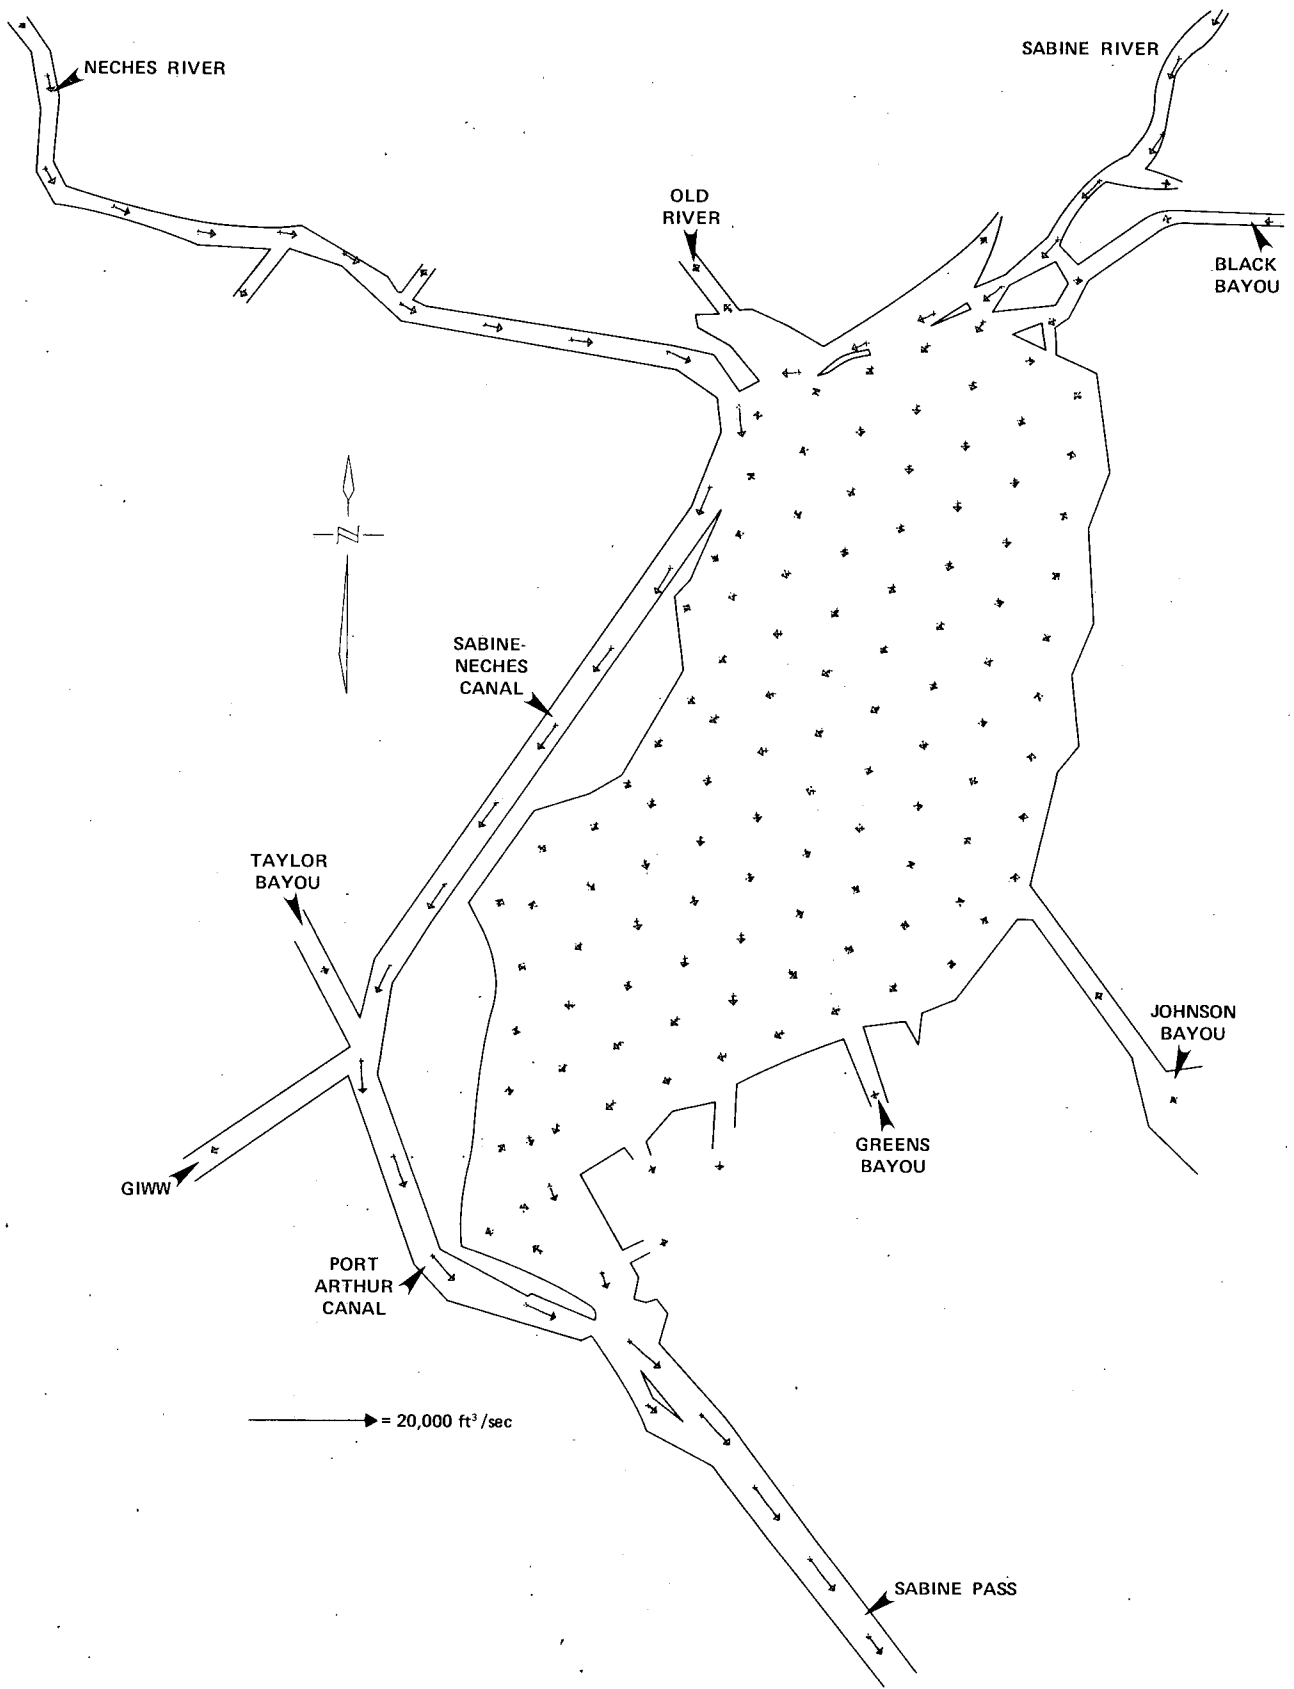 NECHES RIVER
SABINE RIVER
OLD
RIVER
BLACK
BAYOU
N
SABINE-
NECHES
CANAL
TAYLOR
BAYOU
JOHNSON
BAYOU
GREENS
BAYOU
GIWW
PORT
ARTHUR
CANAL
= 20,000 ft³/sec
SABINE PASS